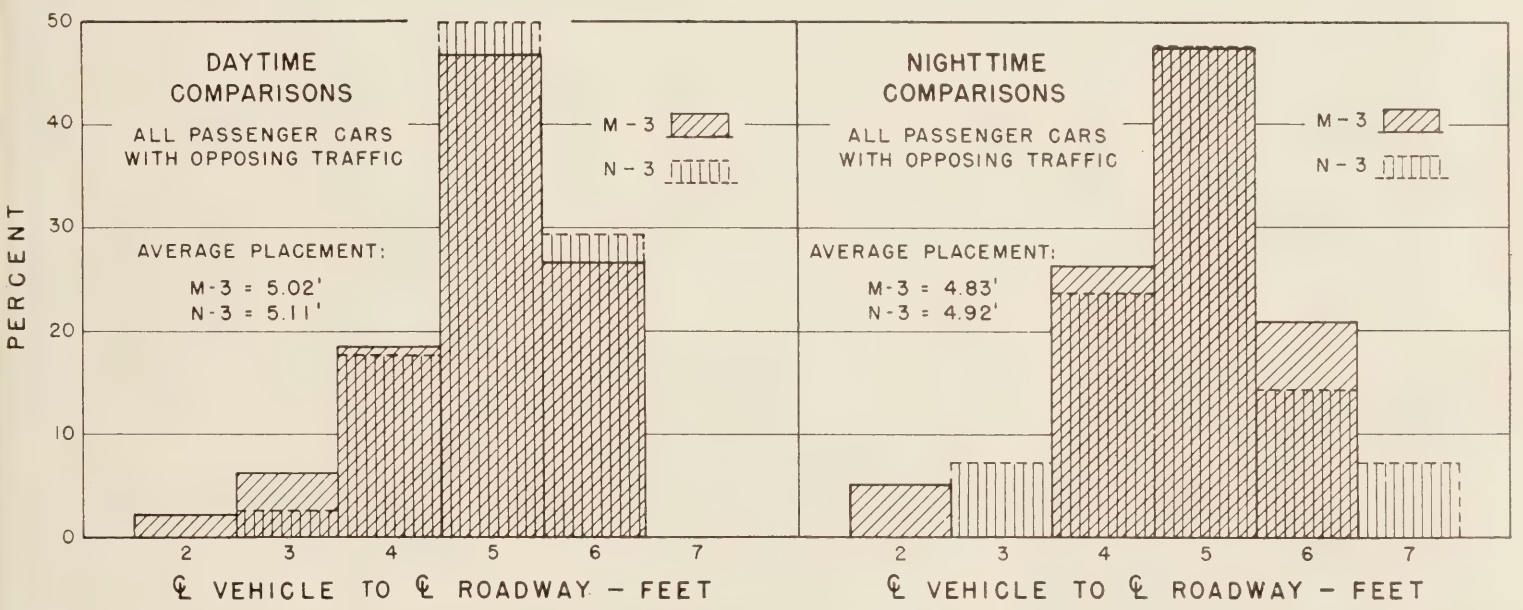 PERCENT
50
40
30
20
10
0
DAYTIME
COMPARISONS
ALL PASSENGER CARS
WITH OPPOSING TRAFFIC
M-3
N-3
AVERAGE PLACEMENT:
M-3 = 5.02'
N-3 = 5.11'
2 3 4 5 6 7
℄ VEHICLE TO ℄ ROADWAY - FEET
NIGHTTIME
COMPARISONS
ALL PASSENGER CARS
WITH OPPOSING TRAFFIC
M-3
N-3
AVERAGE PLACEMENT:
M-3 = 4.83'
N-3 = 4.92'
2 3 4 5 6 7
℄ VEHICLE TO ℄ ROADWAY - FEET